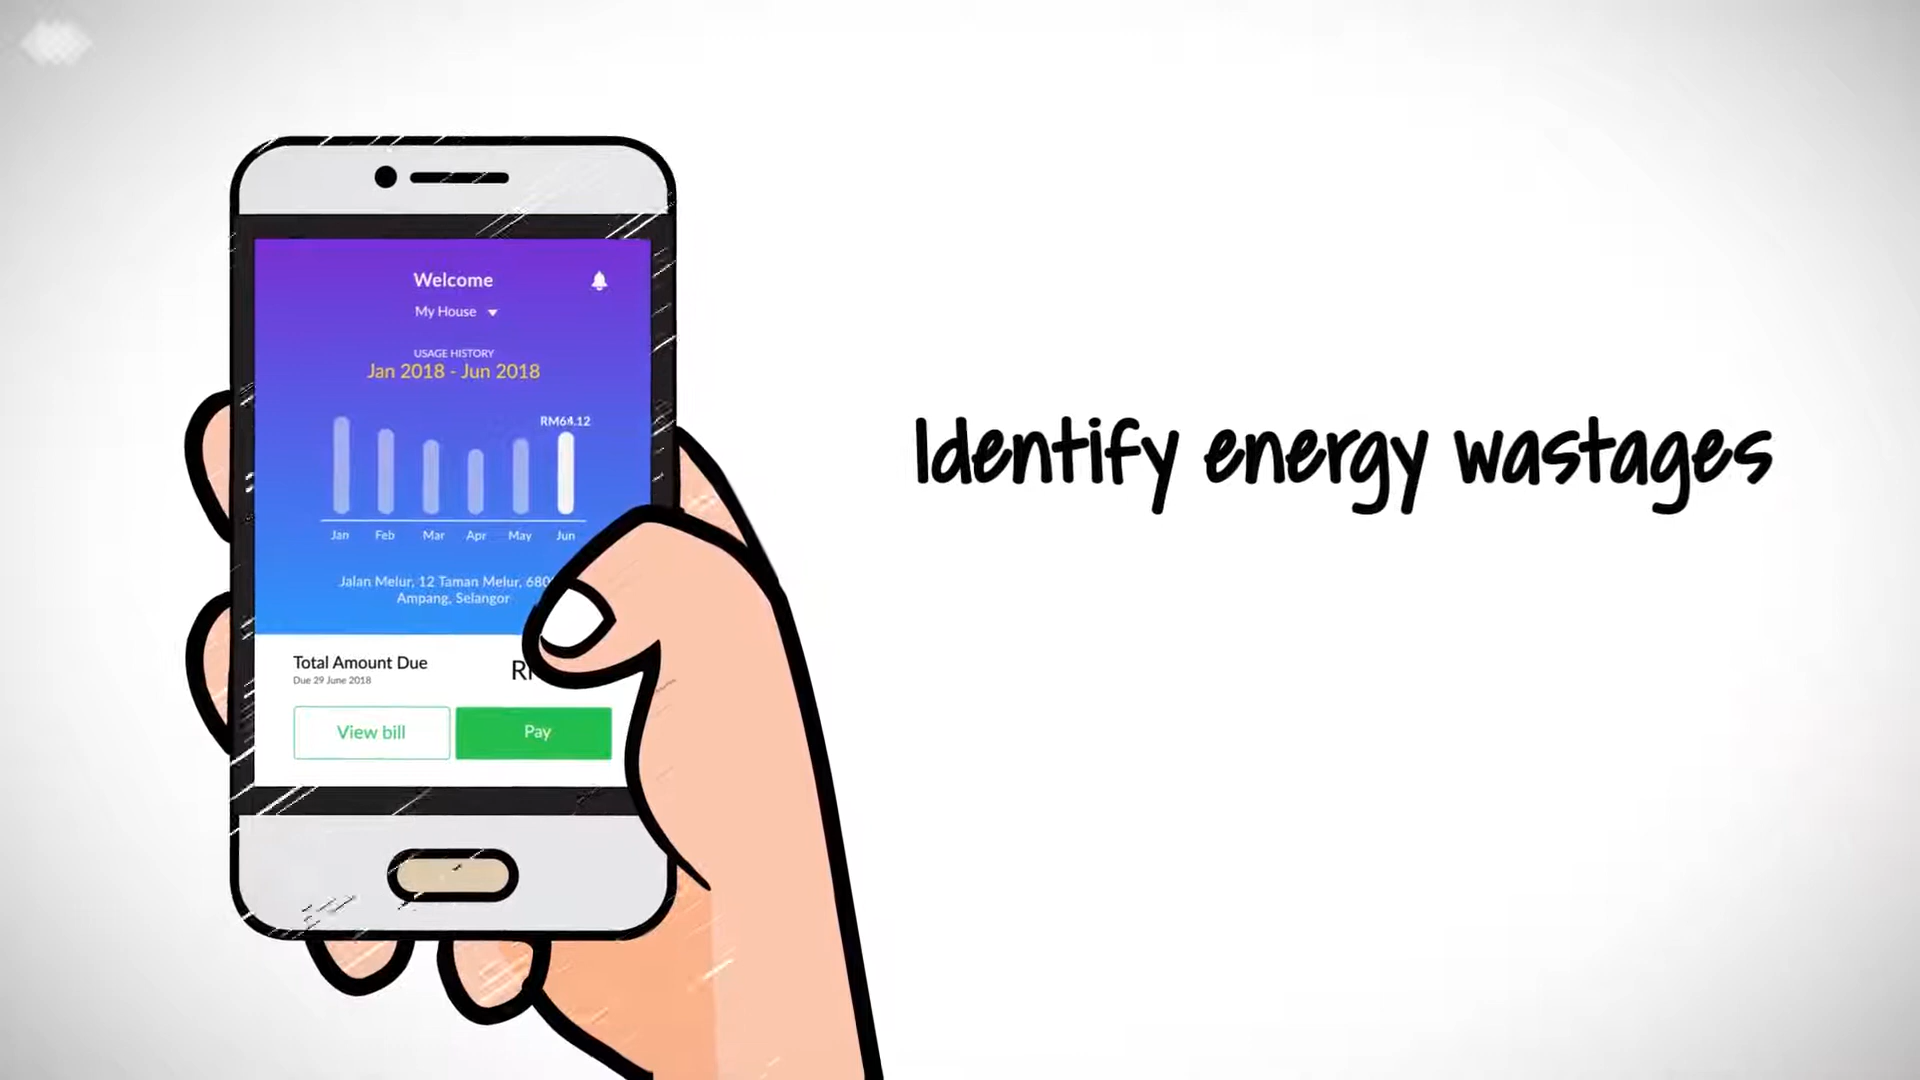 Welcome
My House
USAGE HISTORY
Jan 2018 - Jun 2018
RM64.12
Jan Feb Mar Apr May Jun
Jalan Melur, 12 Taman Melur,
Ampang, Selangor
Total Amount Due
Due 29 June 2018
View bill
Pay
Identify energy wastages